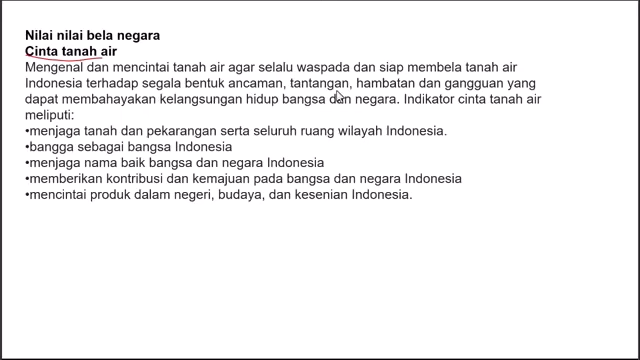 Nilai nilai bela negara
Cinta tanah air
Mengenal dan mencintai tanah air agar selalu waspada dan siap membela tanah air
Indonesia terhadap segala bentuk ancaman, tantangan, hambatan dan gangguan yang
dapat membahayakan kelangsungan hidup bangsa dan negara. Indikator cinta tanah air
meliputi:
•menjaga tanah dan pekarangan serta seluruh ruang wilayah Indonesia.
•bangga sebagai bangsa Indonesia
•menjaga nama baik bangsa dan negara Indonesia
•memberikan kontribusi dan kemajuan pada bangsa dan negara Indonesia
•mencintai produk dalam negeri, budaya, dan kesenian Indonesia.